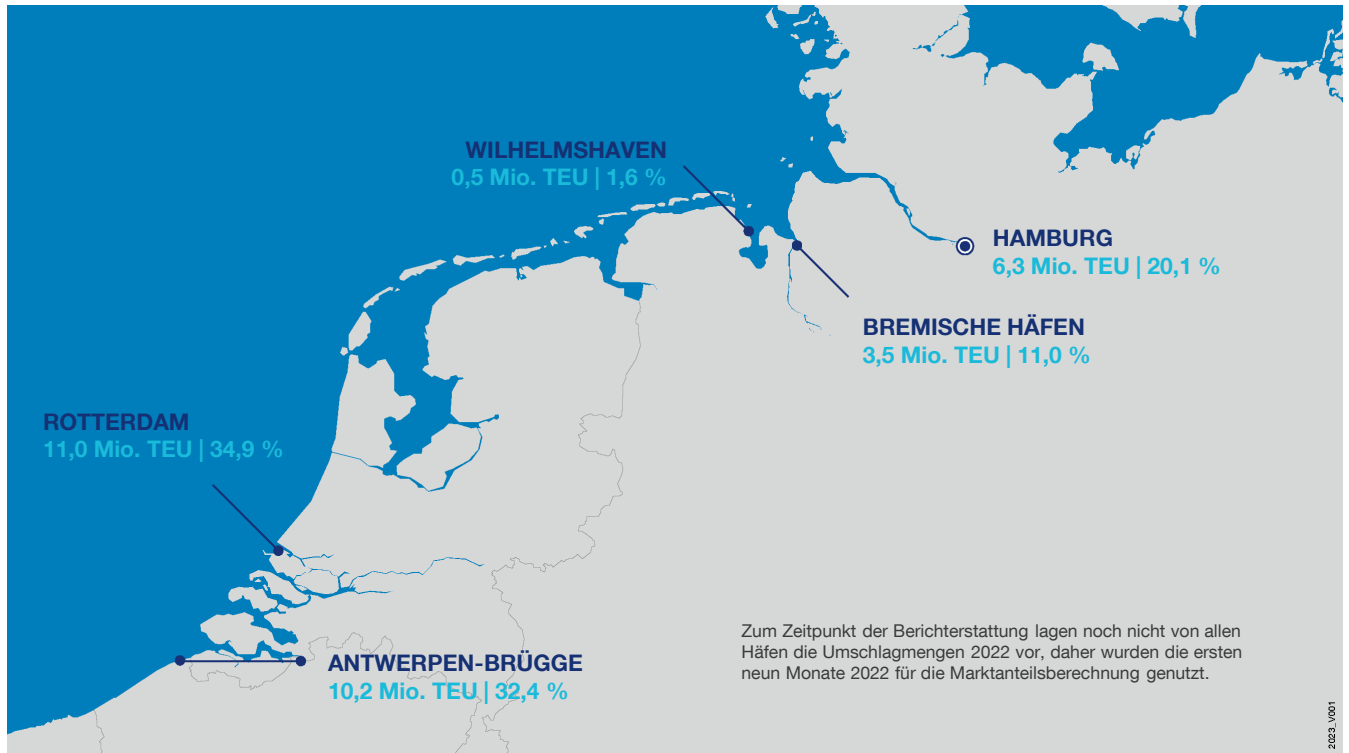 WILHELMSHAVEN
0,5 Mio. TEU | 1,6 %
HAMBURG
6,3 Mio. TEU | 20,1 %
BREMISCHE HÄFEN
3,5 Mio. TEU | 11,0 %
ROTTERDAM
11,0 Mio. TEU | 34,9 %
ANTWERPEN-BRÜGGE
10,2 Mio. TEU | 32,4 %
Zum Zeitpunkt der Berichterstattung lagen noch nicht von allen
Häfen die Umschlagmengen 2022 vor, daher wurden die ersten
neun Monate 2022 für die Marktanteilsberechnung genutzt.
2023_V001